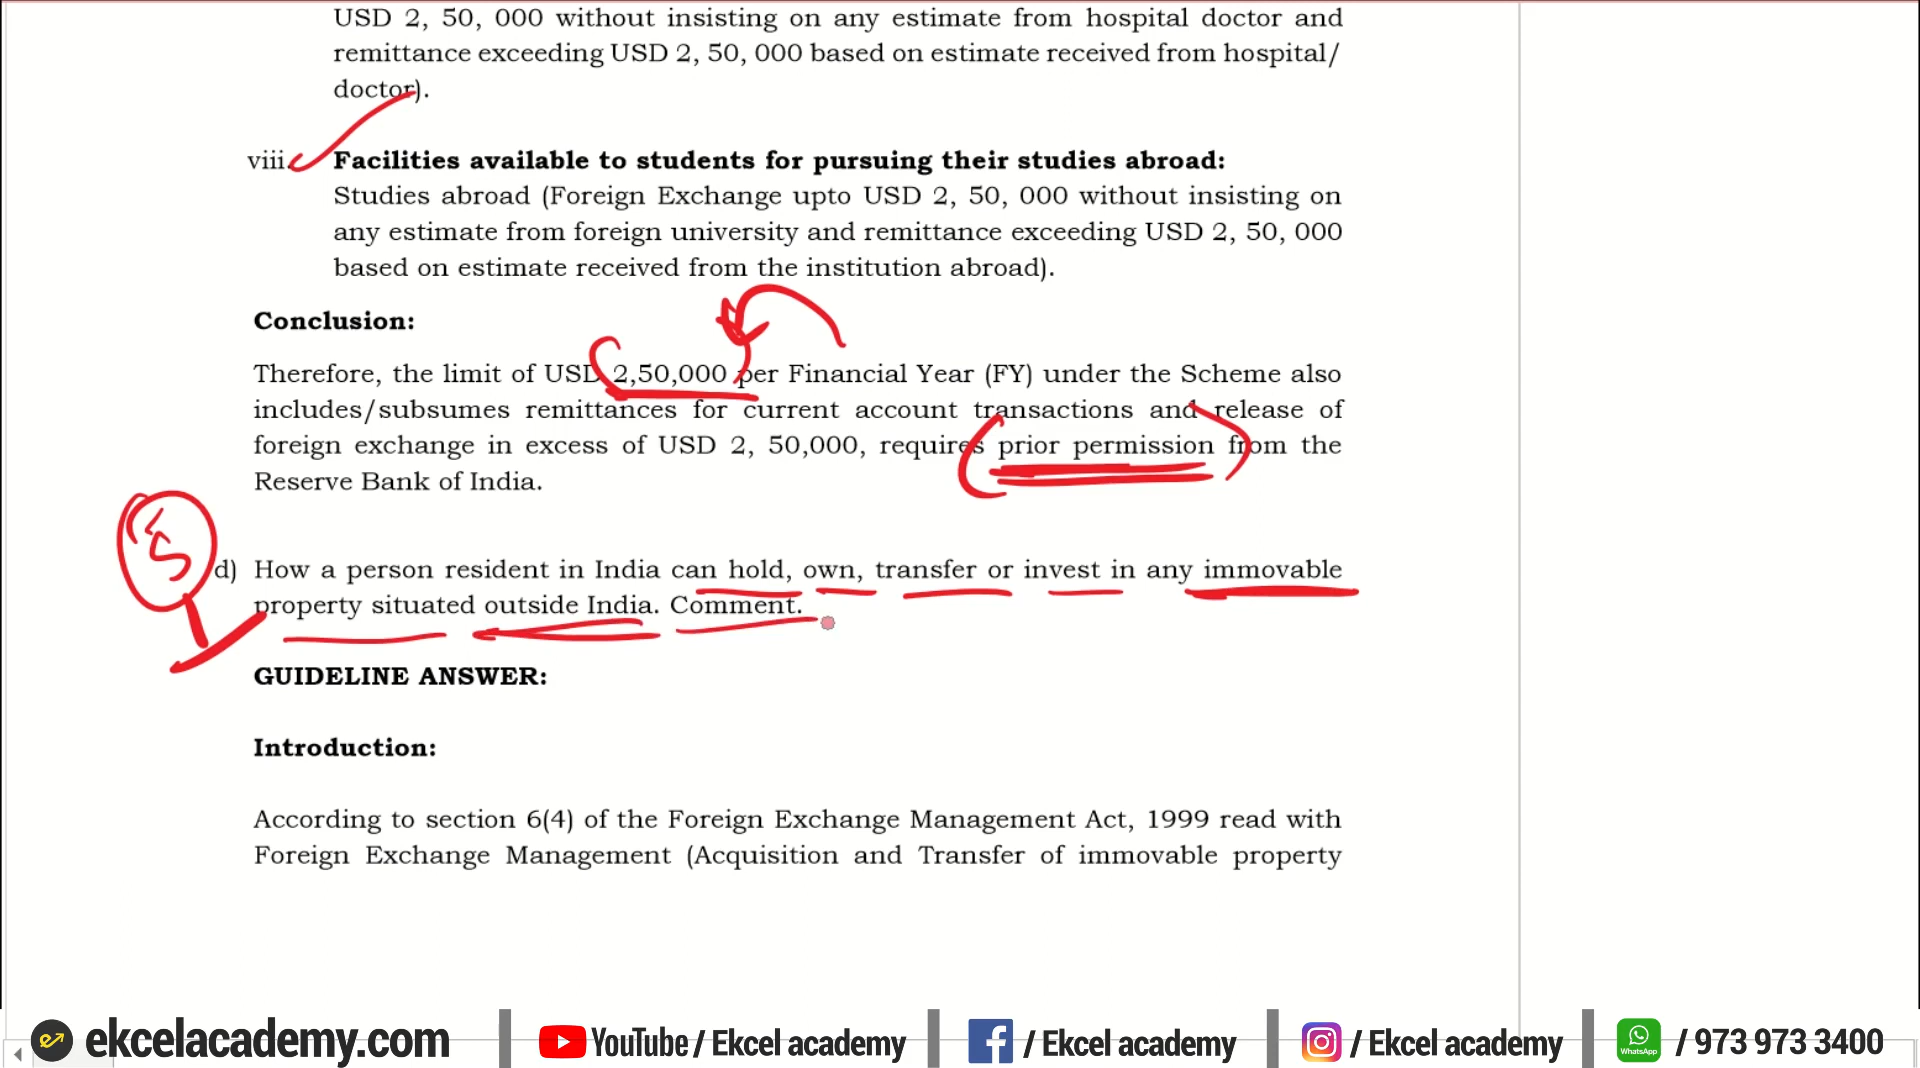 USD 2, 50, 000 without insisting on any estimate from hospital doctor and
remittance exceeding USD 2, 50, 000 based on estimate received from hospital/
doctor).
viii. Facilities available to students for pursuing their studies abroad:
Studies abroad (Foreign Exchange upto USD 2, 50, 000 without insisting on
any estimate from foreign university and remittance exceeding USD 2, 50, 000
based on estimate received from the institution abroad).
Conclusion:
Therefore, the limit of USD 2,50,000 per Financial Year (FY) under the Scheme also
includes/subsumes remittances for current account transactions and release of
foreign exchange in excess of USD 2, 50,000, requires prior permission from the
Reserve Bank of India.
5
d) How a person resident in India can hold, own, transfer or invest in any immovable
property situated outside India. Comment.
GUIDELINE ANSWER:
Introduction:
According to section 6(4) of the Foreign Exchange Management Act, 1999 read with
Foreign Exchange Management (Acquisition and Transfer of immovable property
ekcelacademy.com YouTube / Ekcel academy / Ekcel academy / Ekcel academy WhatsApp / 973 973 3400